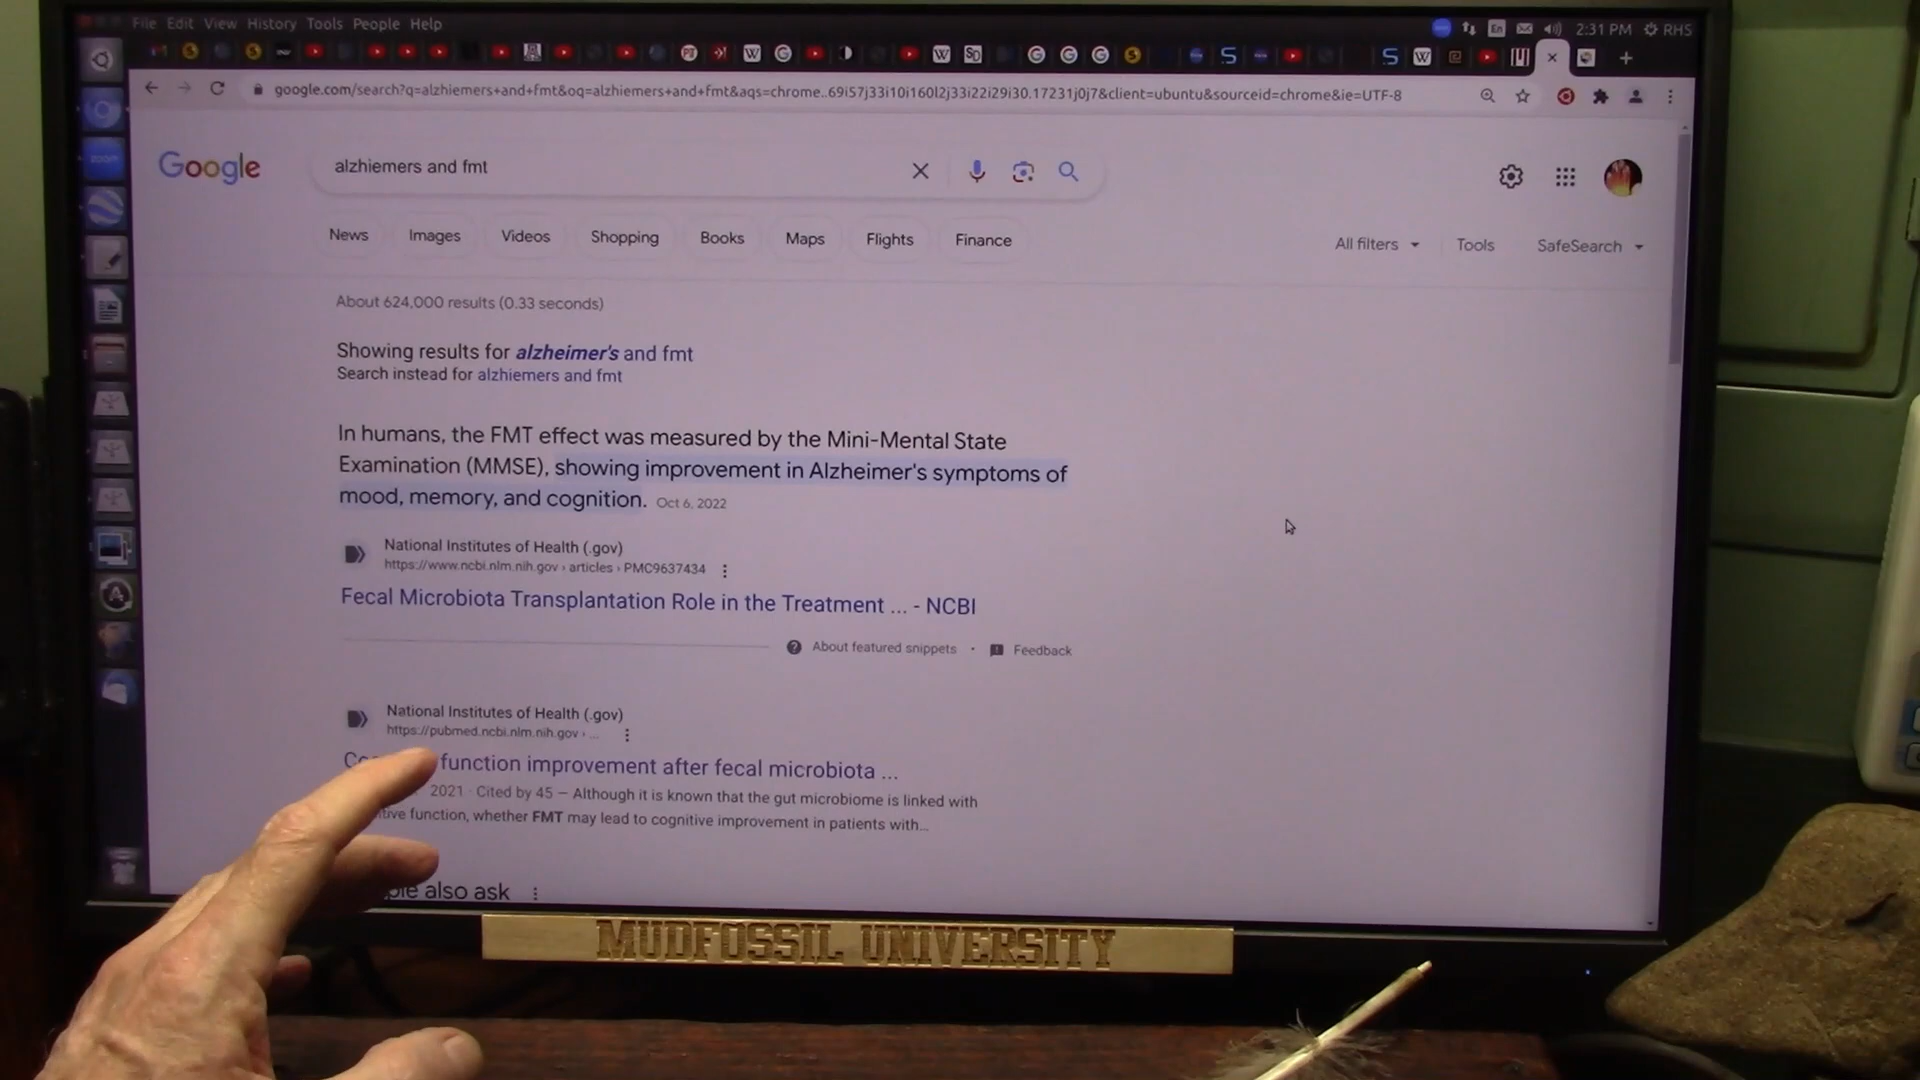 File Edit View History Tools People Help
En 2:31 PM RHS
google.com/search?q=alzhiemers+and+fmt&oq=alzhiemers+and+fmt&aqs=chrome..69i57j33i10i160l2j33i22i29i30.17231j0j7&client=ubuntu&sourceid=chrome&ie=UTF-8
Google
alzhiemers and fmt
News Images Videos Shopping Books Maps Flights Finance All filters Tools SafeSearch
About 624,000 results (0.33 seconds)
Showing results for alzheimer's and fmt
Search instead for alzhiemers and fmt
In humans, the FMT effect was measured by the Mini-Mental State
Examination (MMSE), showing improvement in Alzheimer's symptoms of
mood, memory, and cognition. Oct 6, 2022
National Institutes of Health (.gov)
https://www.ncbi.nlm.nih.gov › articles › PMC9637434
Fecal Microbiota Transplantation Role in the Treatment ... - NCBI
About featured snippets • Feedback
National Institutes of Health (.gov)
https://pubmed.ncbi.nlm.nih.gov › ...
function improvement after fecal microbiota ...
2021 · Cited by 45 — Although it is known that the gut microbiome is linked with
function, whether FMT may lead to cognitive improvement in patients with...
also ask
MUDFOSSIL UNIVERSITY